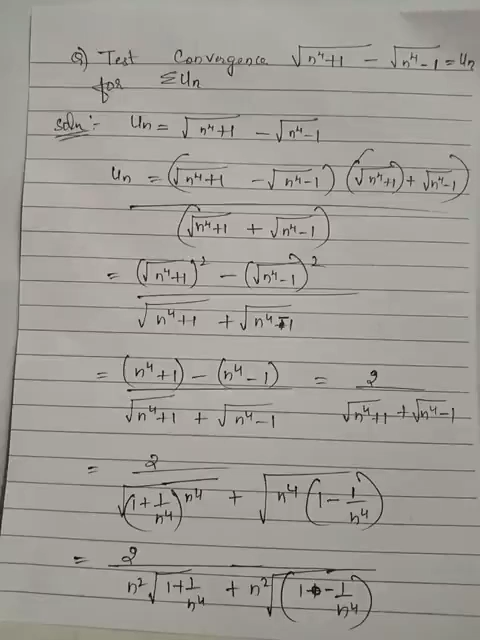 Q) Test Convergence √(n⁴+1) − √(n⁴−1) = Un
for ΣUn
Soln:- Un = √(n⁴+1) − √(n⁴−1)
Un = (√(n⁴+1) − √(n⁴−1)) (√(n⁴+1) + √(n⁴−1))
(√(n⁴+1) + √(n⁴−1))
= (√(n⁴+1))² − (√(n⁴−1))²
√(n⁴+1) + √(n⁴−1)
= (n⁴+1) − (n⁴−1) = 2
√(n⁴+1) + √(n⁴−1) √(n⁴+1) + √(n⁴−1)
= 2
√((1+1/n⁴)n⁴) + √(n⁴(1−1/n⁴))
= 2
n²√(1+1/n⁴) + n²√((1−1/n⁴))